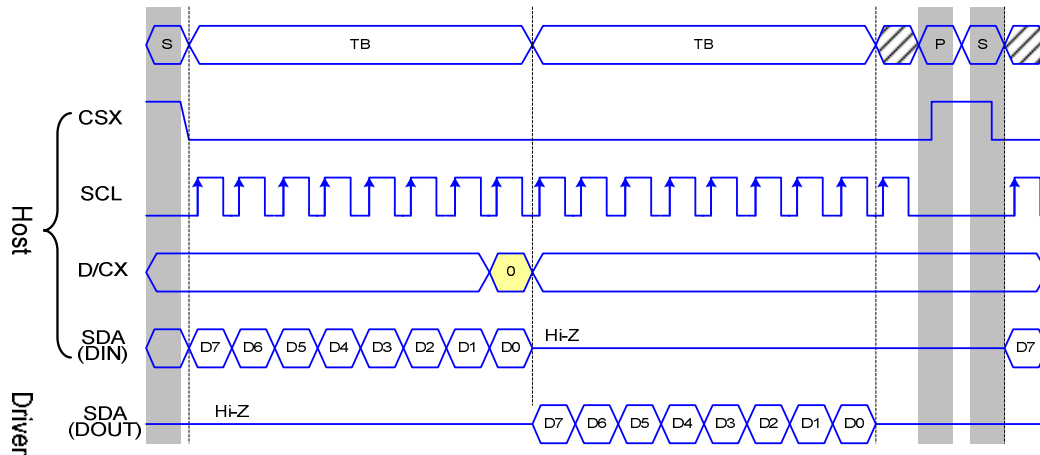 S TB TB P S
CSX
SCL
D/CX 0
SDA
(DIN) D7 D6 D5 D4 D3 D2 D1 D0 Hi-Z D7
SDA
(DOUT) Hi-Z D7 D6 D5 D4 D3 D2 D1 D0
Host
Driver